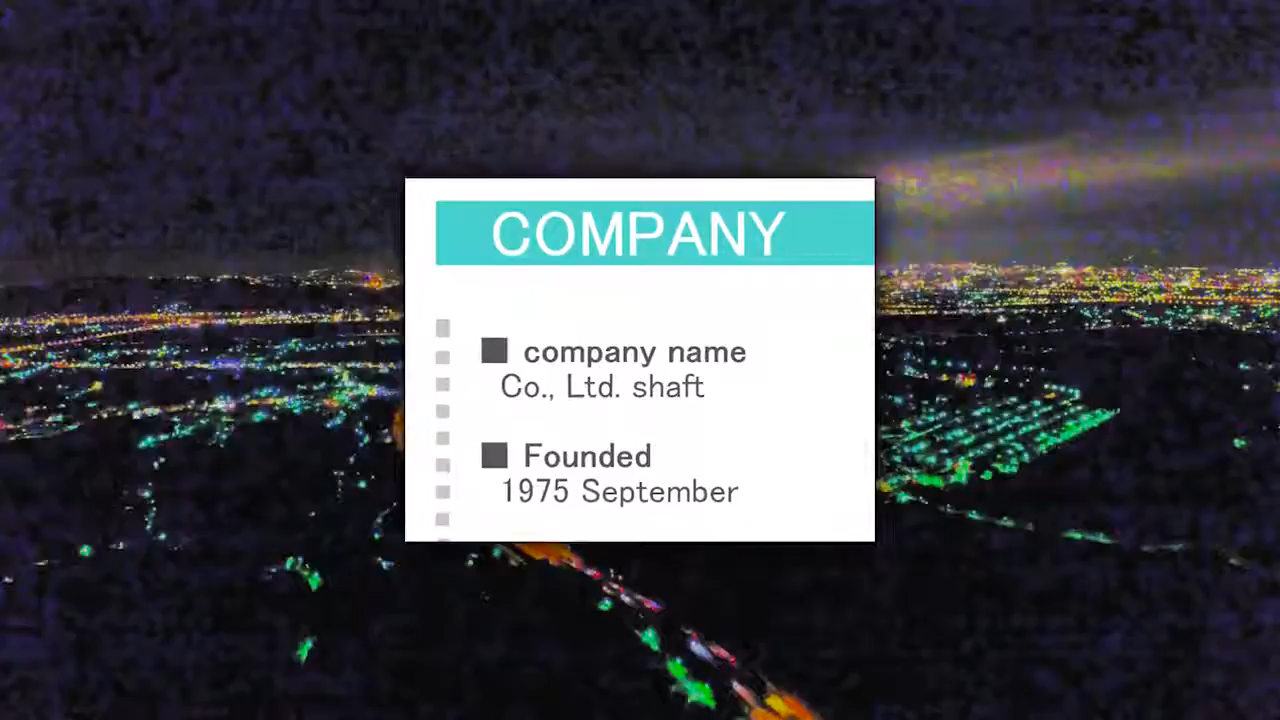 COMPANY
■ company name
Co., Ltd. shaft
■ Founded
1975 September